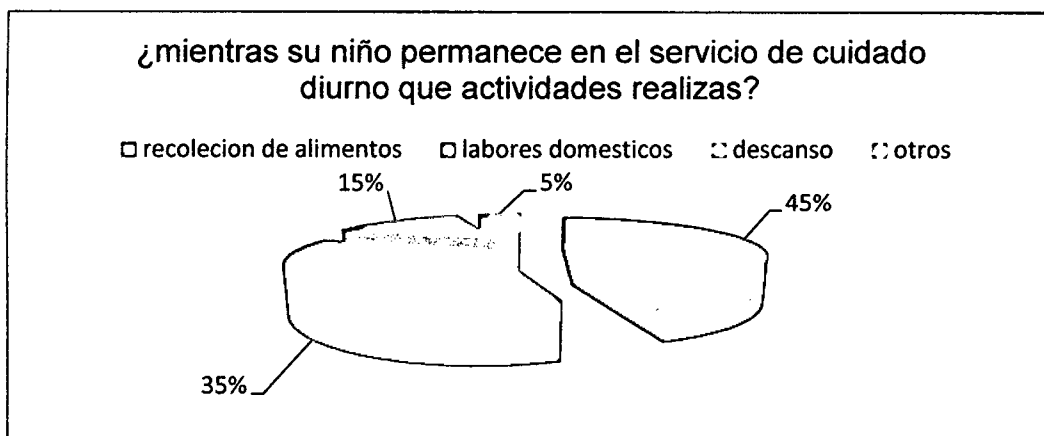 ¿mientras su niño permanece en el servicio de cuidado
diurno que actividades realizas?
recolecion de alimentos labores domesticos descanso otros
15% 5% 45%
35%